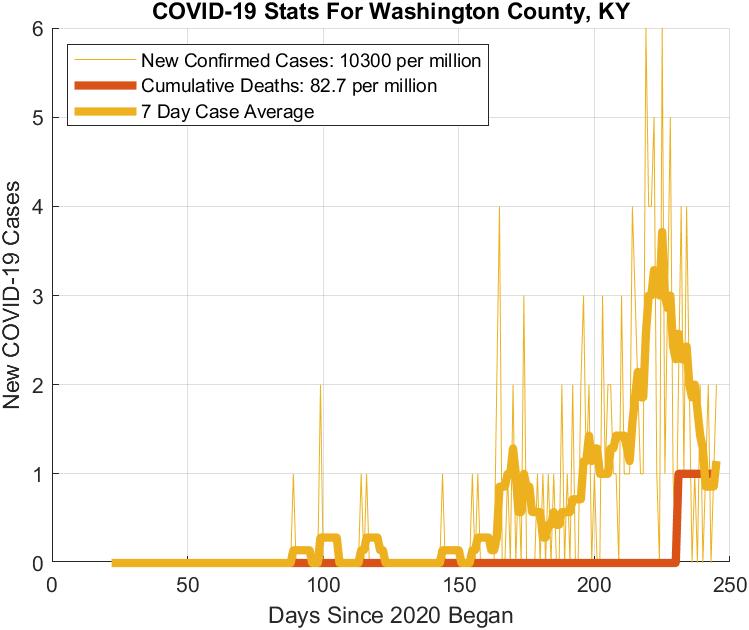 COVID-19 Stats For Washington County, KY
New Confirmed Cases: 10300 per million
Cumulative Deaths: 82.7 per million
7 Day Case Average
New COVID-19 Cases
6
5
4
3
2
1
0
0 50 100 150 200 250
Days Since 2020 Began